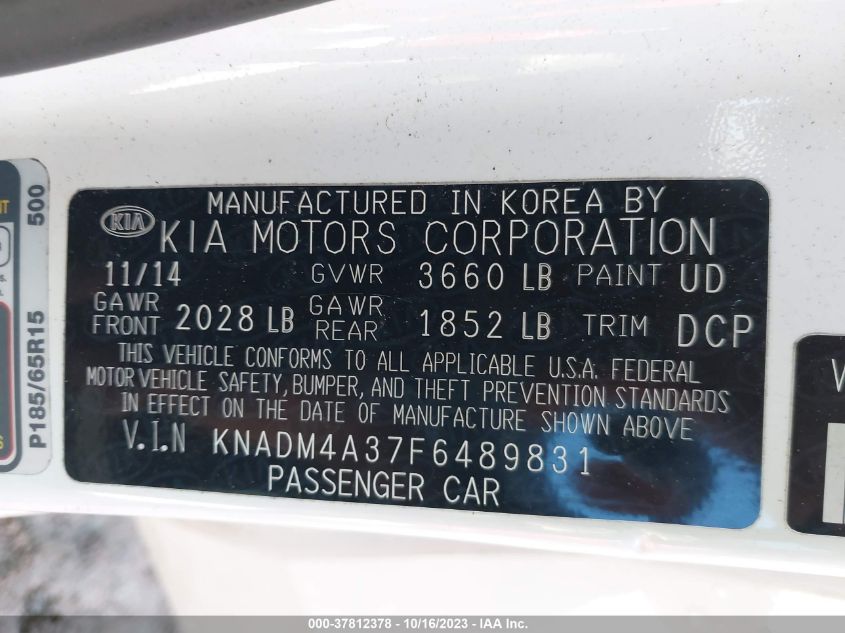 MANUFACTURED IN KOREA BY
KIA KIA MOTORS CORPORATION
11/14 GVWR 3660 LB PAINT UD
GAWR FRONT 2028 LB GAWR REAR 1852 LB TRIM DCP
THIS VEHICLE CONFORMS TO ALL APPLICABLE U.S.A. FEDERAL
MOTOR VEHICLE SAFETY, BUMPER, AND THEFT PREVENTION STANDARDS
IN EFFECT ON THE DATE OF MANUFACTURE SHOWN ABOVE
V.I.N KNADM4A37F6489831
PASSENGER CAR
P185/65R15 500
000-37812378 - 10/16/2023 - IAA Inc.